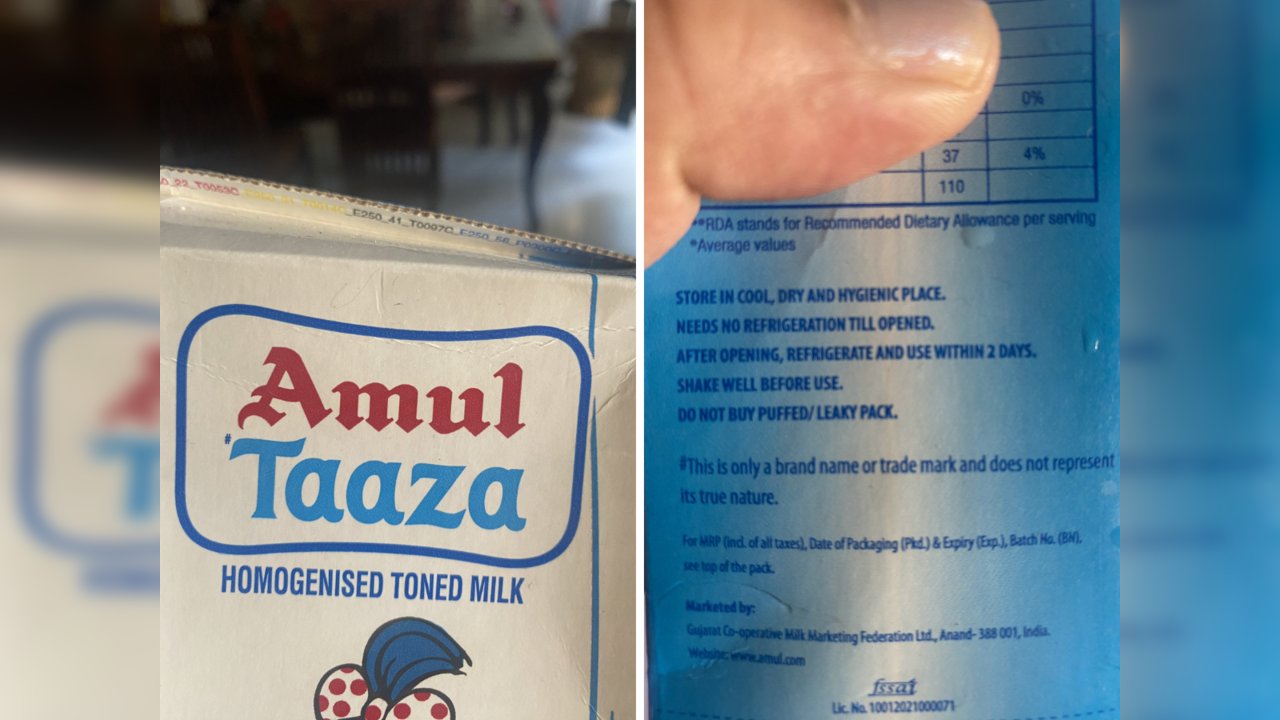 E250_41_T0097C
Amul
#Taaza
HOMOGENISED TONED MILK
0%
37 4%
110
**RDA stands for Recommended Dietary Allowance per serving
*Average values
STORE IN COOL, DRY AND HYGIENIC PLACE.
NEEDS NO REFRIGERATION TILL OPENED.
AFTER OPENING, REFRIGERATE AND USE WITHIN 2 DAYS.
SHAKE WELL BEFORE USE.
DO NOT BUY PUFFED/ LEAKY PACK.
#This is only a brand name or trade mark and does not represent
its true nature.
For MRP (incl. of all taxes), Date of Packaging (Pkd.) & Expiry (Exp.), Batch No. (BN),
see top of the pack.
Marketed by:
Gujarat Co-operative Milk Marketing Federation Ltd., Anand- 388 001, India.
Website: www.amul.com
fssai
Lic. No. 10012021000071